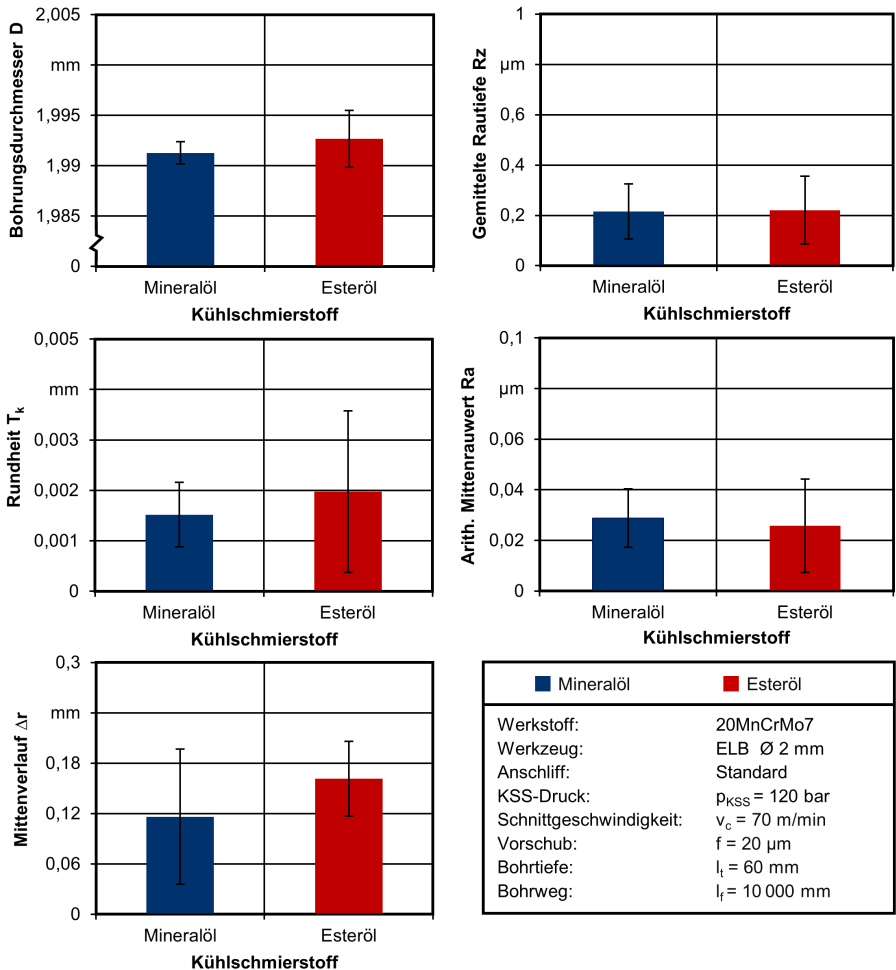 Bohrungsdurchmesser D
2,005
mm
1,995
1,99
1,985
0
Mineralöl Esteröl
Kühlschmierstoff
Gemittelte Rautiefe Rz
1
µm
0,6
0,4
0,2
0
Mineralöl Esteröl
Kühlschmierstoff
Rundheit Tk
0,005
mm
0,003
0,002
0,001
0
Mineralöl Esteröl
Kühlschmierstoff
Arith. Mittenrauwert Ra
0,1
µm
0,06
0,04
0,02
0
Mineralöl Esteröl
Kühlschmierstoff
Mittenverlauf Δr
0,3
mm
0,18
0,12
0,06
0
Mineralöl Esteröl
Kühlschmierstoff
Mineralöl Esteröl
Werkstoff: 20MnCrMo7
Werkzeug: ELB Ø 2 mm
Anschliff: Standard
KSS-Druck: pKSS = 120 bar
Schnittgeschwindigkeit: vc = 70 m/min
Vorschub: f = 20 µm
Bohrtiefe: lt = 60 mm
Bohrweg: lf = 10 000 mm